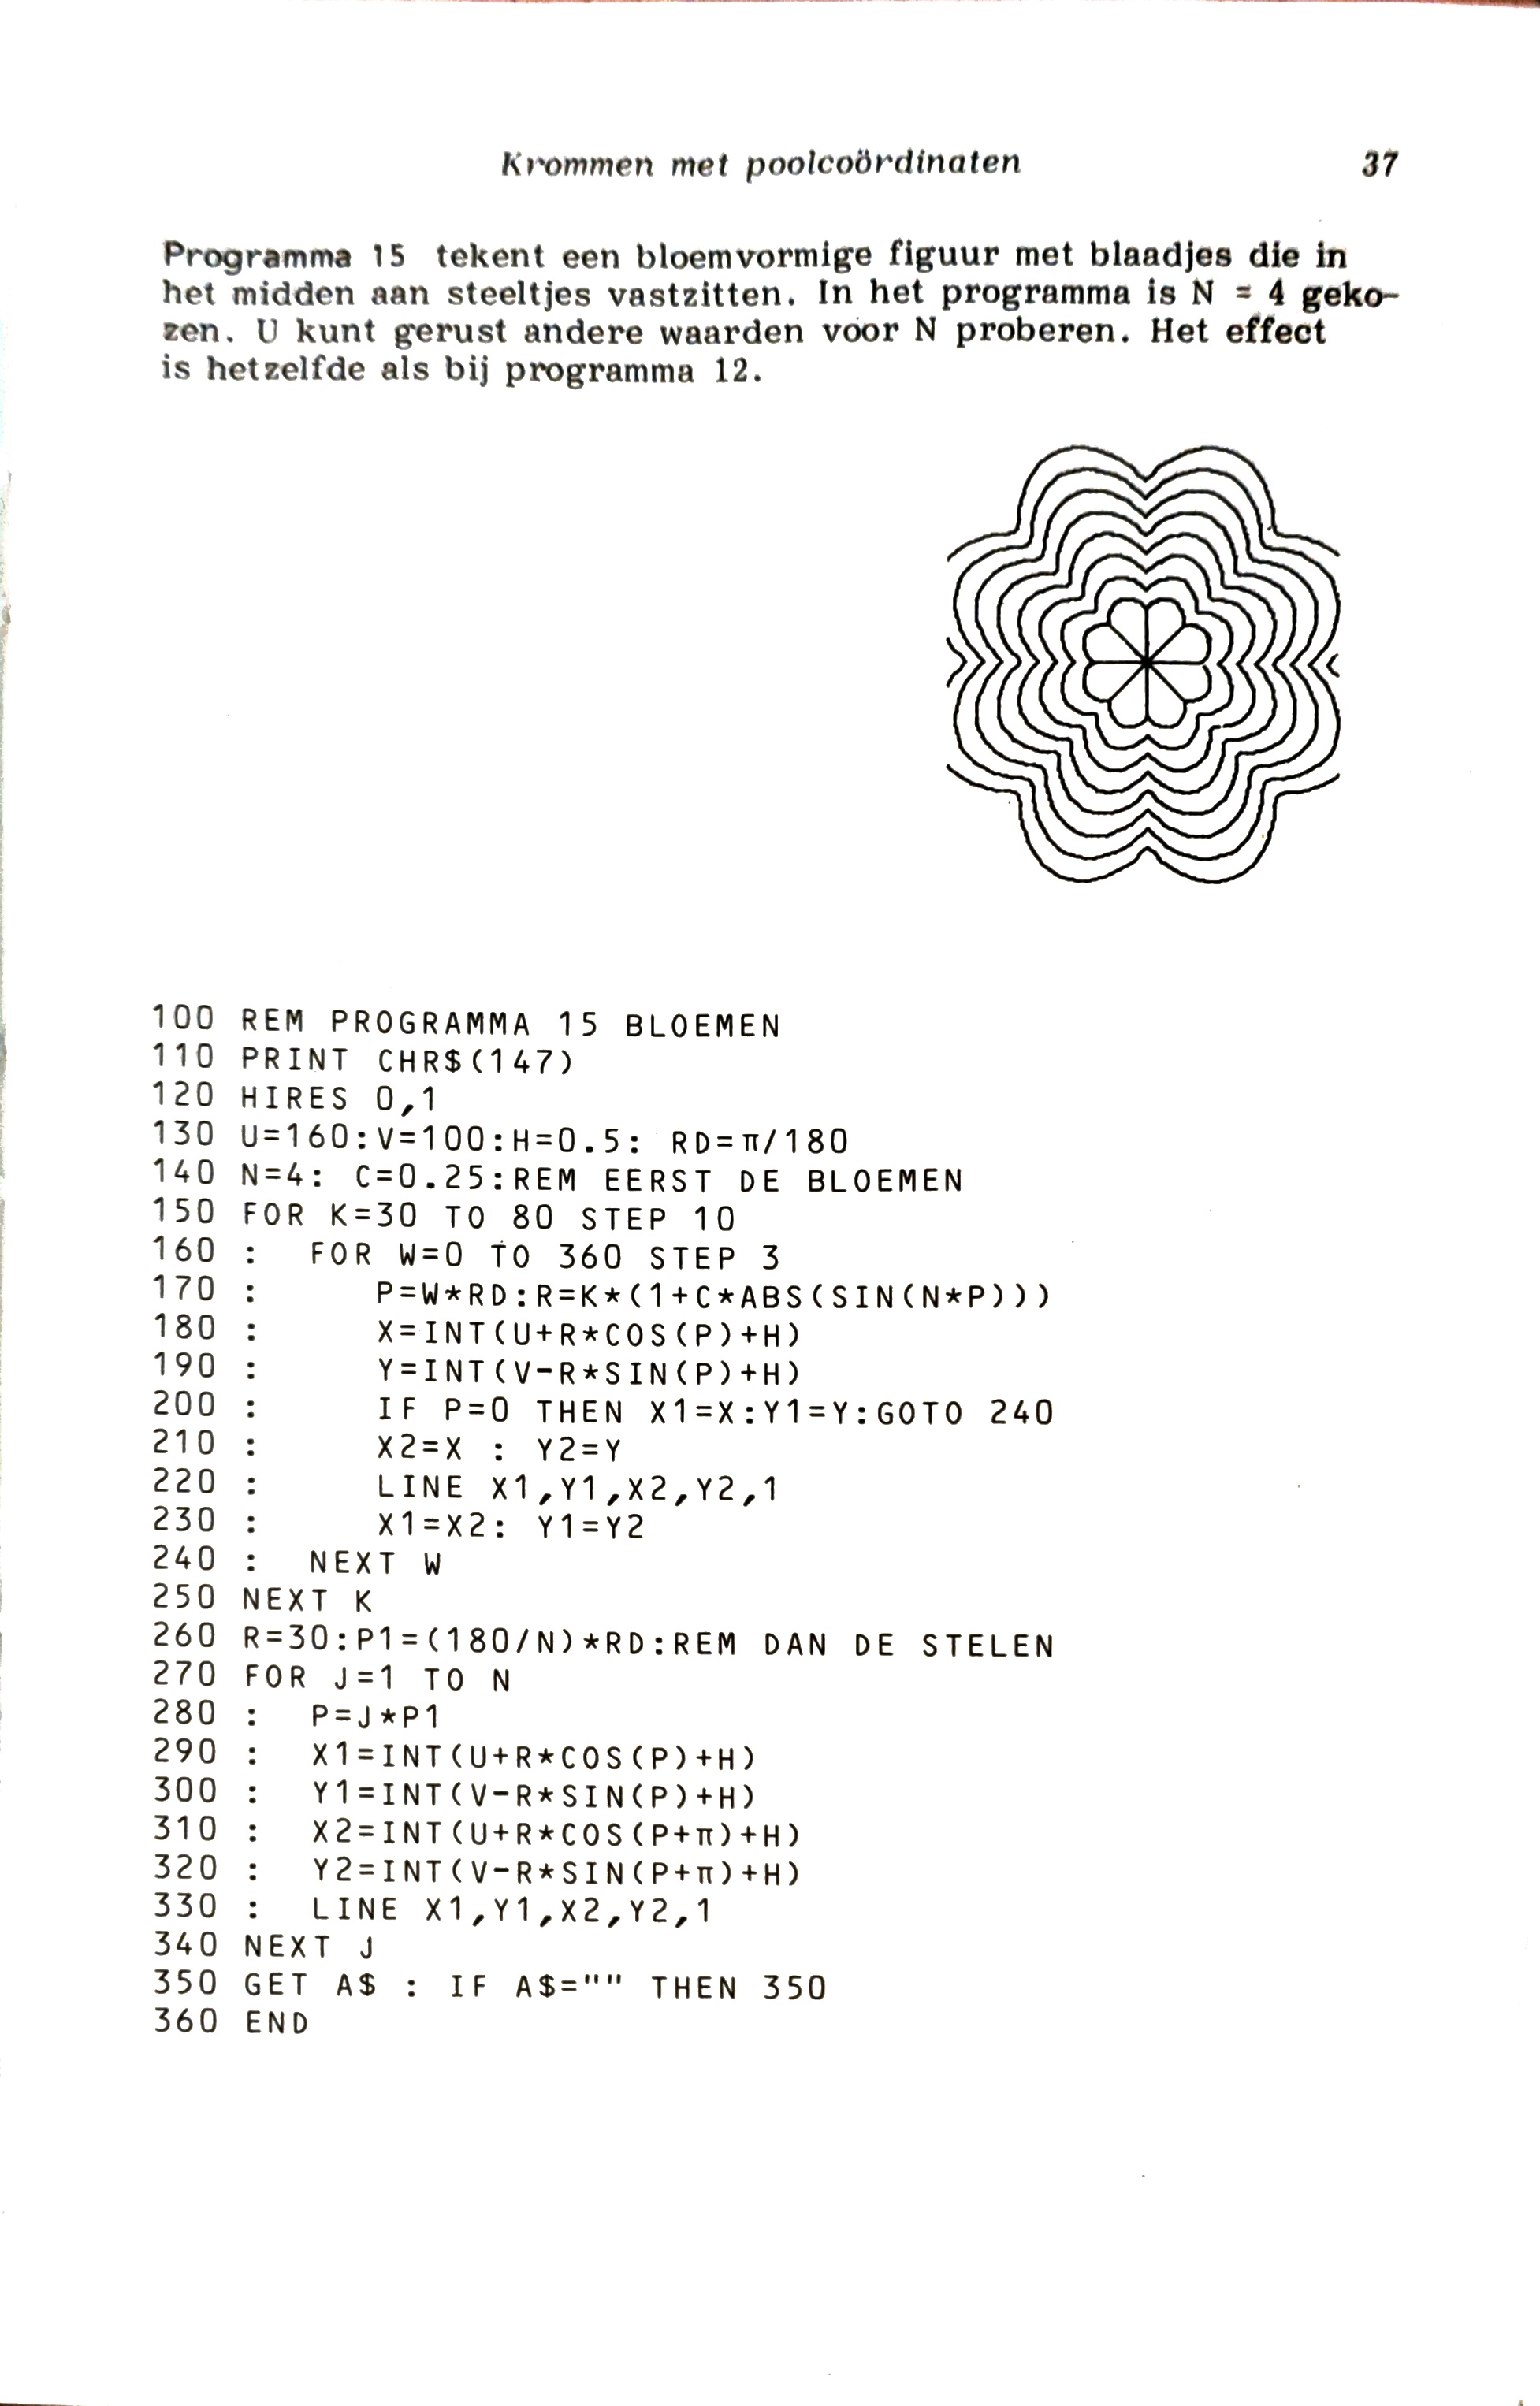 Krommen met poolcoördinaten 37
Programma 15 tekent een bloemvormige figuur met blaadjes die in
het midden aan steeltjes vastzitten. In het programma is N = 4 geko-
zen. U kunt gerust andere waarden voor N proberen. Het effect
is hetzelfde als bij programma 12.
100 REM PROGRAMMA 15 BLOEMEN
110 PRINT CHR$(147)
120 HIRES 0,1
130 U=160:V=100:H=0.5: RD=π/180
140 N=4: C=0.25:REM EERST DE BLOEMEN
150 FOR K=30 TO 80 STEP 10
160 :  FOR W=0 TO 360 STEP 3
170 :     P=W*RD:R=K*(1+C*ABS(SIN(N*P)))
180 :     X=INT(U+R*COS(P)+H)
190 :     Y=INT(V-R*SIN(P)+H)
200 :     IF P=0 THEN X1=X:Y1=Y:GOTO 240
210 :     X2=X : Y2=Y
220 :     LINE X1,Y1,X2,Y2,1
230 :     X1=X2: Y1=Y2
240 :  NEXT W
250 NEXT K
260 R=30:P1=(180/N)*RD:REM DAN DE STELEN
270 FOR J=1 TO N
280 :  P=J*P1
290 :  X1=INT(U+R*COS(P)+H)
300 :  Y1=INT(V-R*SIN(P)+H)
310 :  X2=INT(U+R*COS(P+π)+H)
320 :  Y2=INT(V-R*SIN(P+π)+H)
330 :  LINE X1,Y1,X2,Y2,1
340 NEXT J
350 GET A$ : IF A$="" THEN 350
360 END